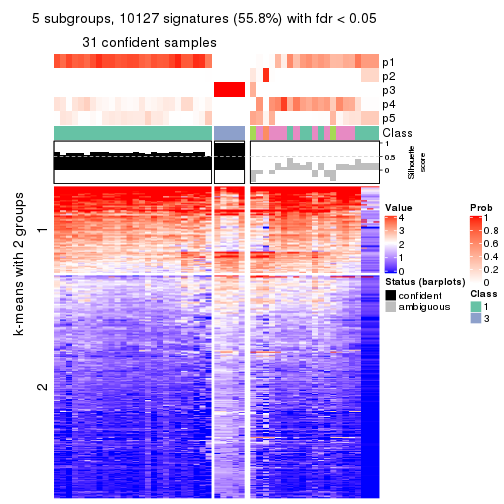 5 subgroups, 10127 signatures (55.8%) with fdr < 0.05
31 confident samples
p1
p2
p3
p4
p5
Class
1
0.5
0
Silhouette
score
k-means with 2 groups
1
2
Value
4
3
2
1
0
Prob
1
0.8
0.6
0.4
0.2
0
Status (barplots)
confident
ambiguous
Class
1
3